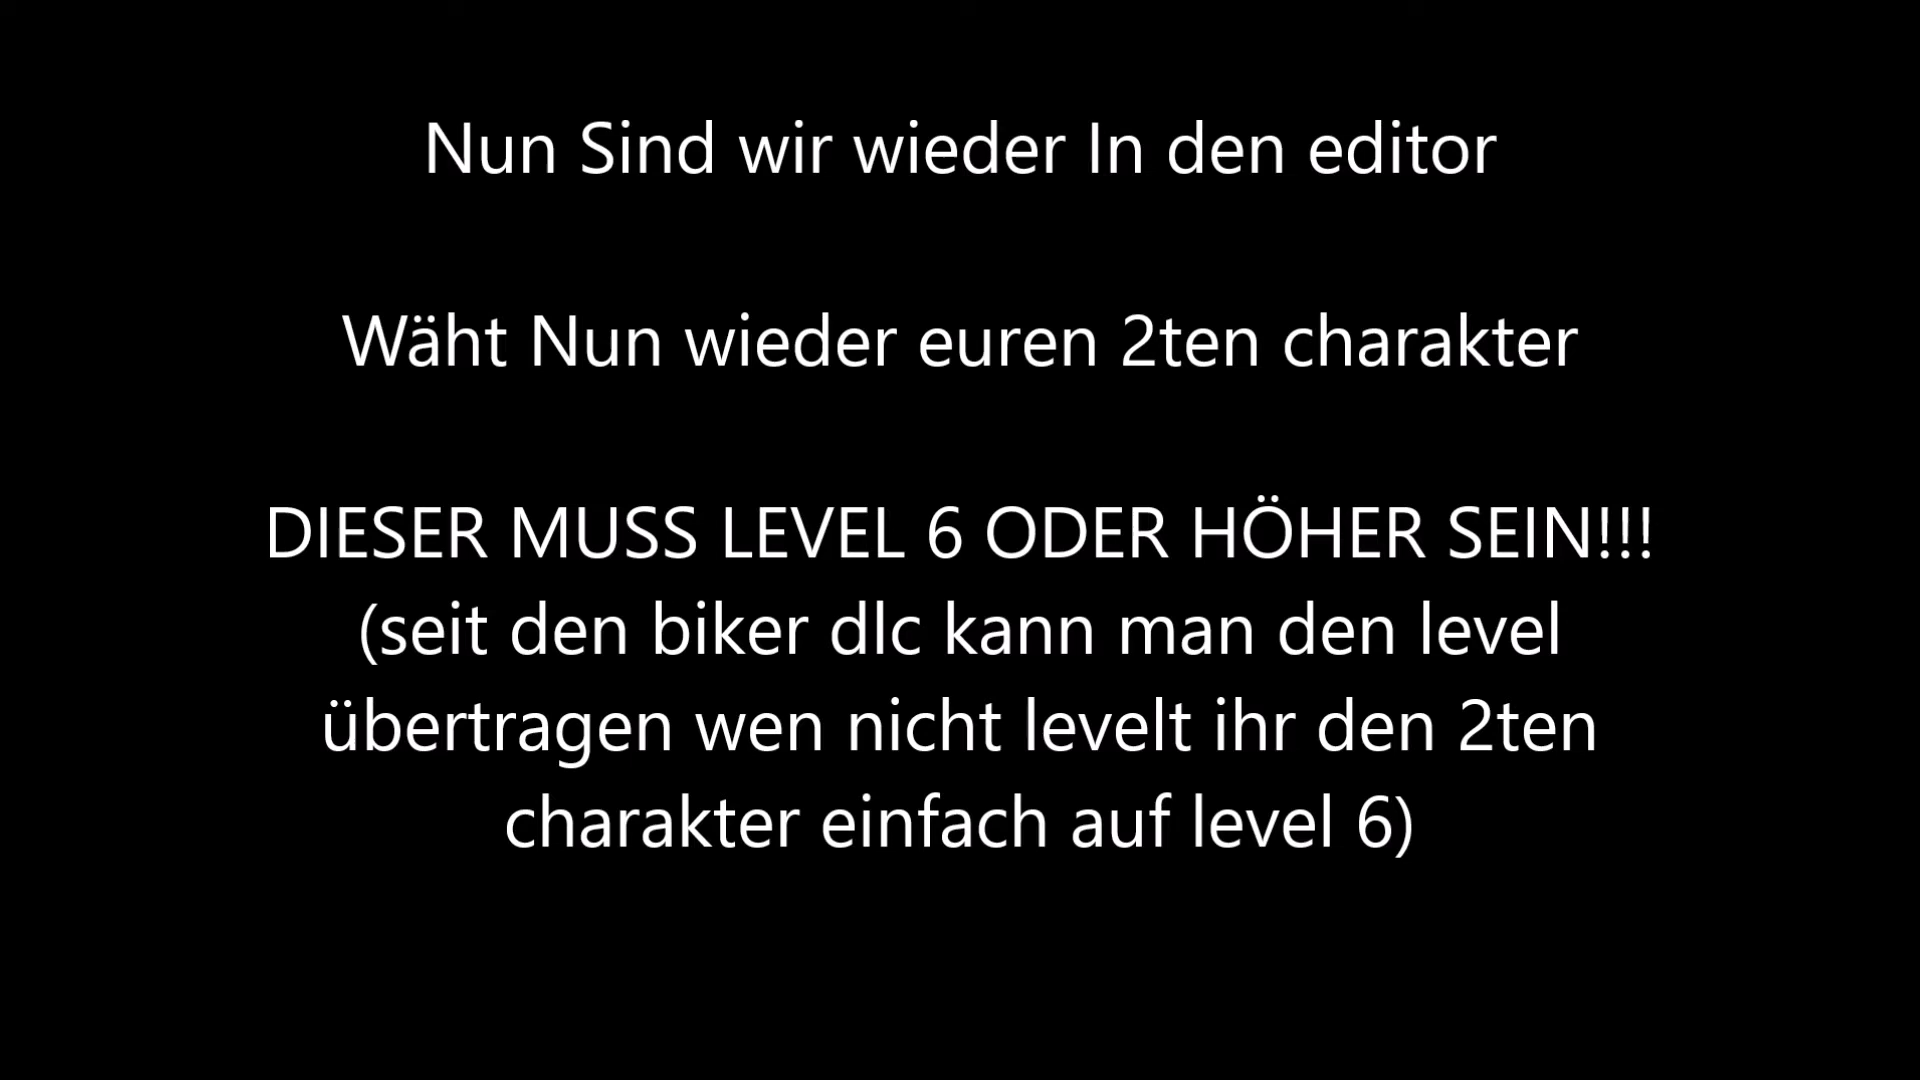 Nun Sind wir wieder In den editor
Wäht Nun wieder euren 2ten charakter
DIESER MUSS LEVEL 6 ODER HÖHER SEIN!!!
(seit den biker dlc kann man den level
übertragen wen nicht levelt ihr den 2ten
charakter einfach auf level 6)